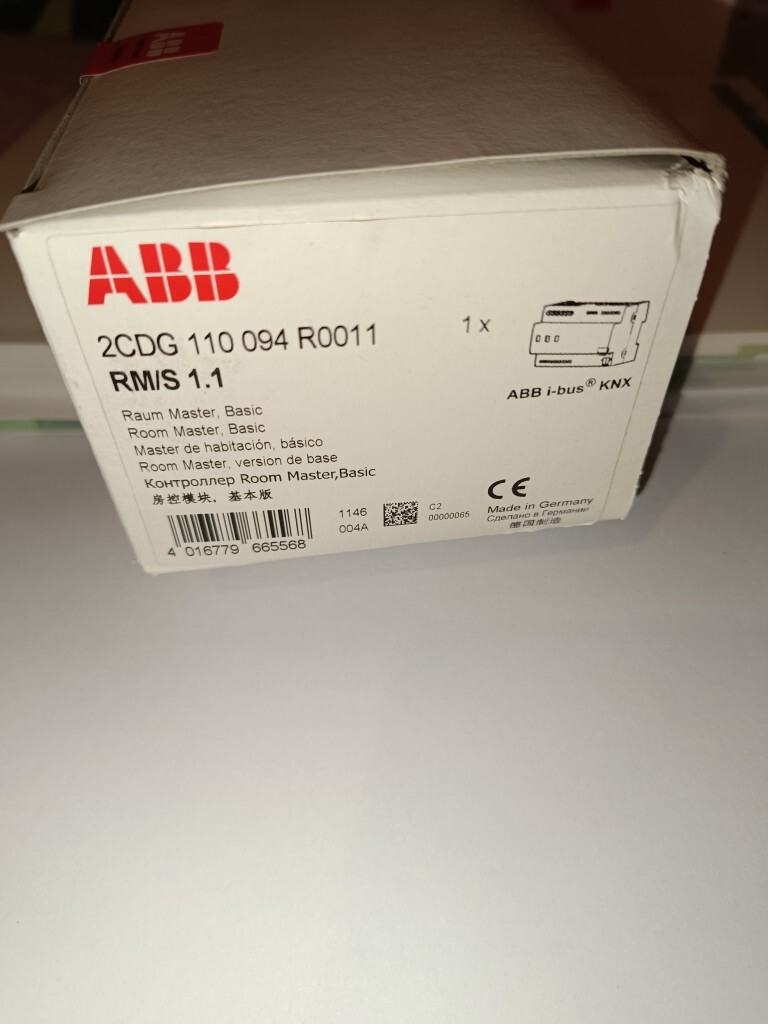 ABB
ABB
2CDG 110 094 R0011
RM/S 1.1
1 x
ABB i-bus® KNX
Raum Master, Basic
Room Master, Basic
Master de habitación, básico
Room Master, version de base
Контроллер Room Master,Basic
房控模块, 基本版
4 016779 665568
1146
004A
C2
00000065
CE
Made in Germany
Сделано в Германии
德国制造